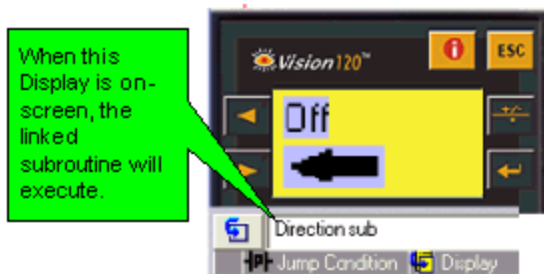 When this
Display is on-
screen, the
linked
subroutine will
execute.
Vision120™
i
ESC
+/-
Off
Direction sub
P Jump Condition Display